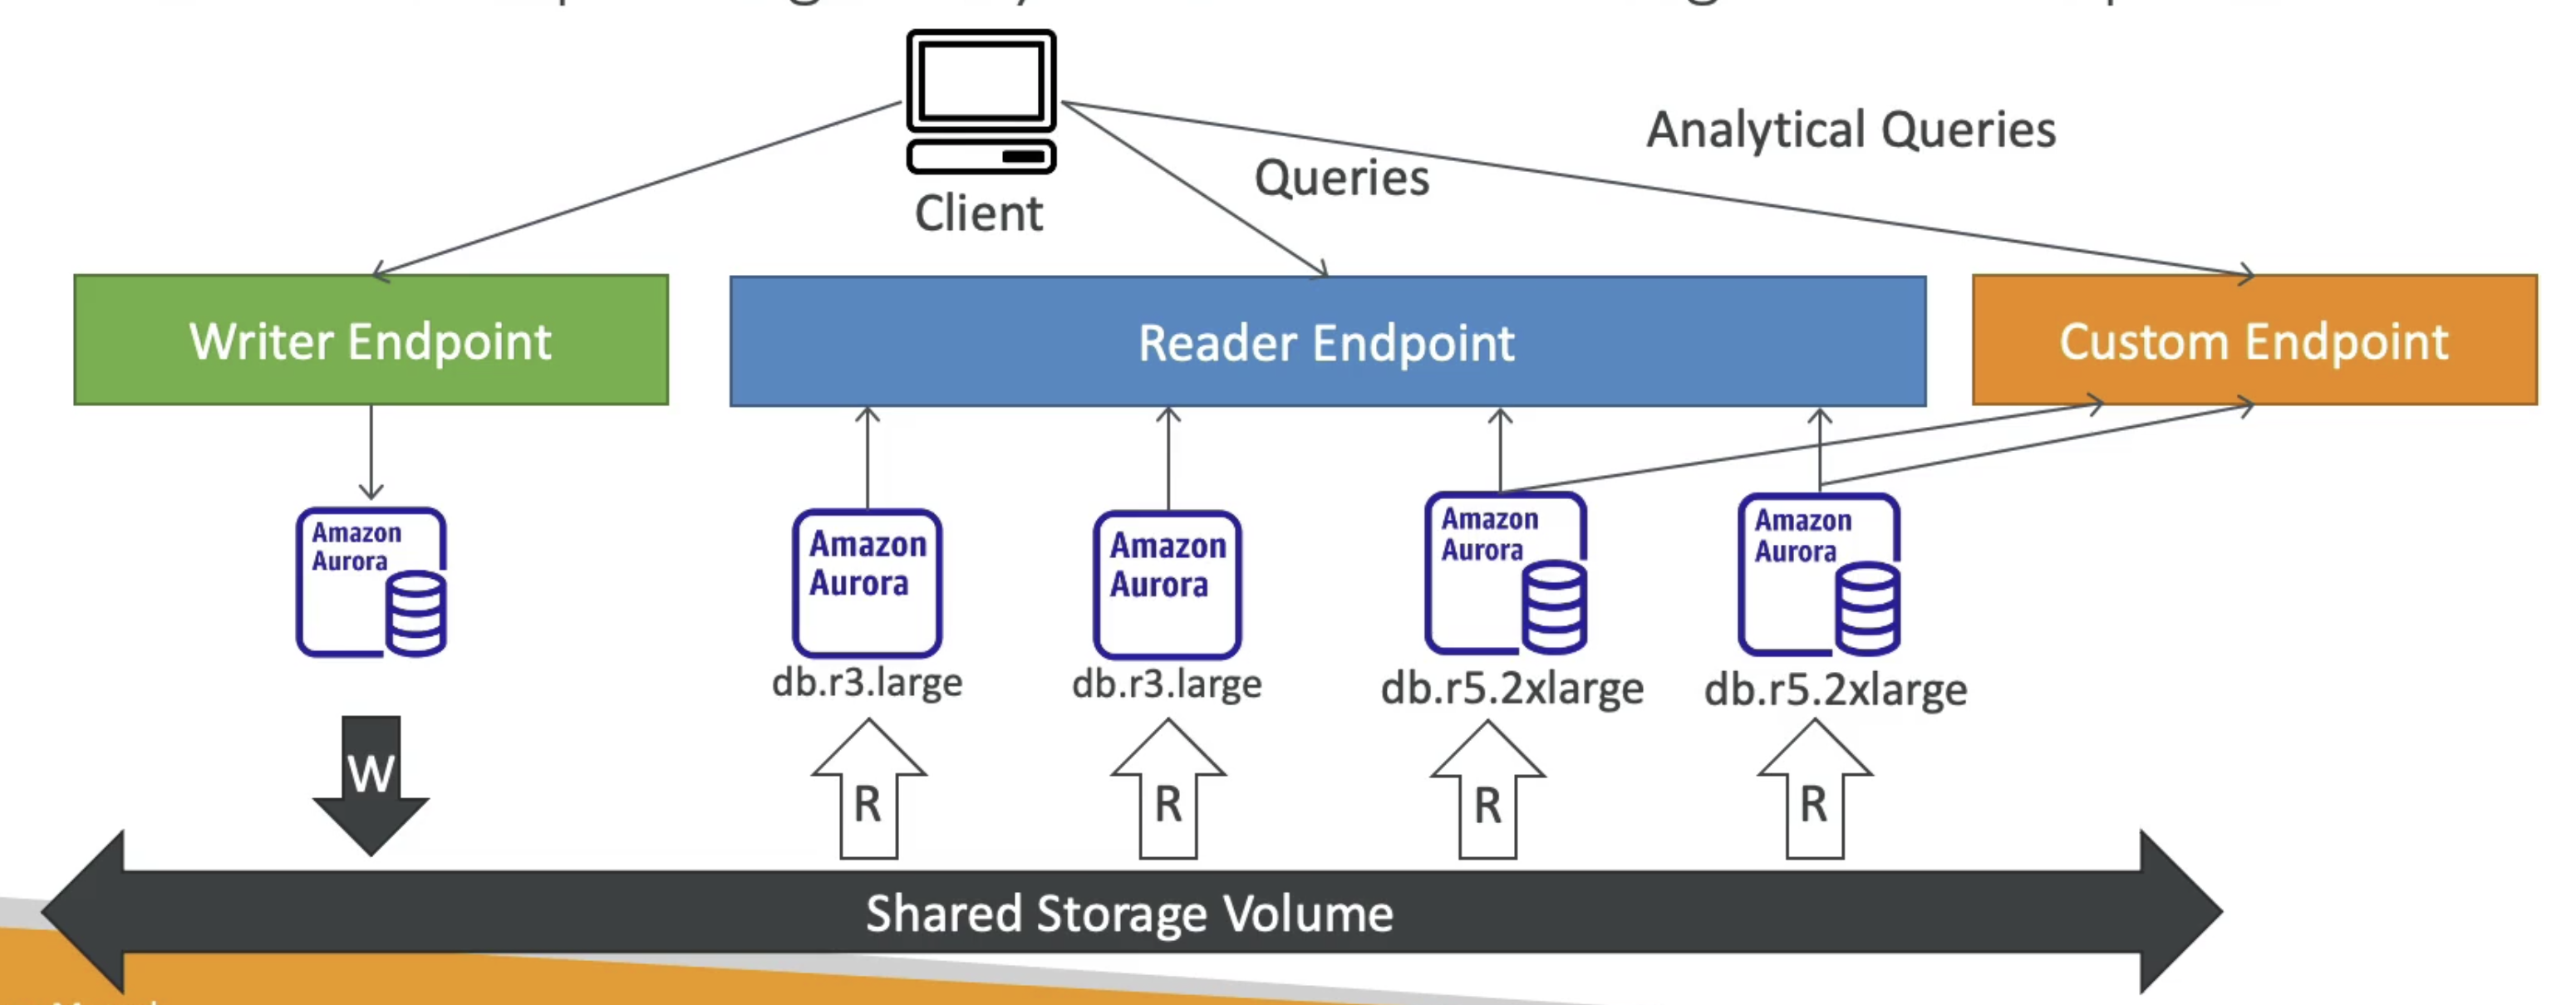 Client
Queries
Analytical Queries
Writer Endpoint
Reader Endpoint
Custom Endpoint
Amazon
Aurora
Amazon
Aurora
db.r3.large
Amazon
Aurora
db.r3.large
Amazon
Aurora
db.r5.2xlarge
Amazon
Aurora
db.r5.2xlarge
W
R
R
R
R
Shared Storage Volume